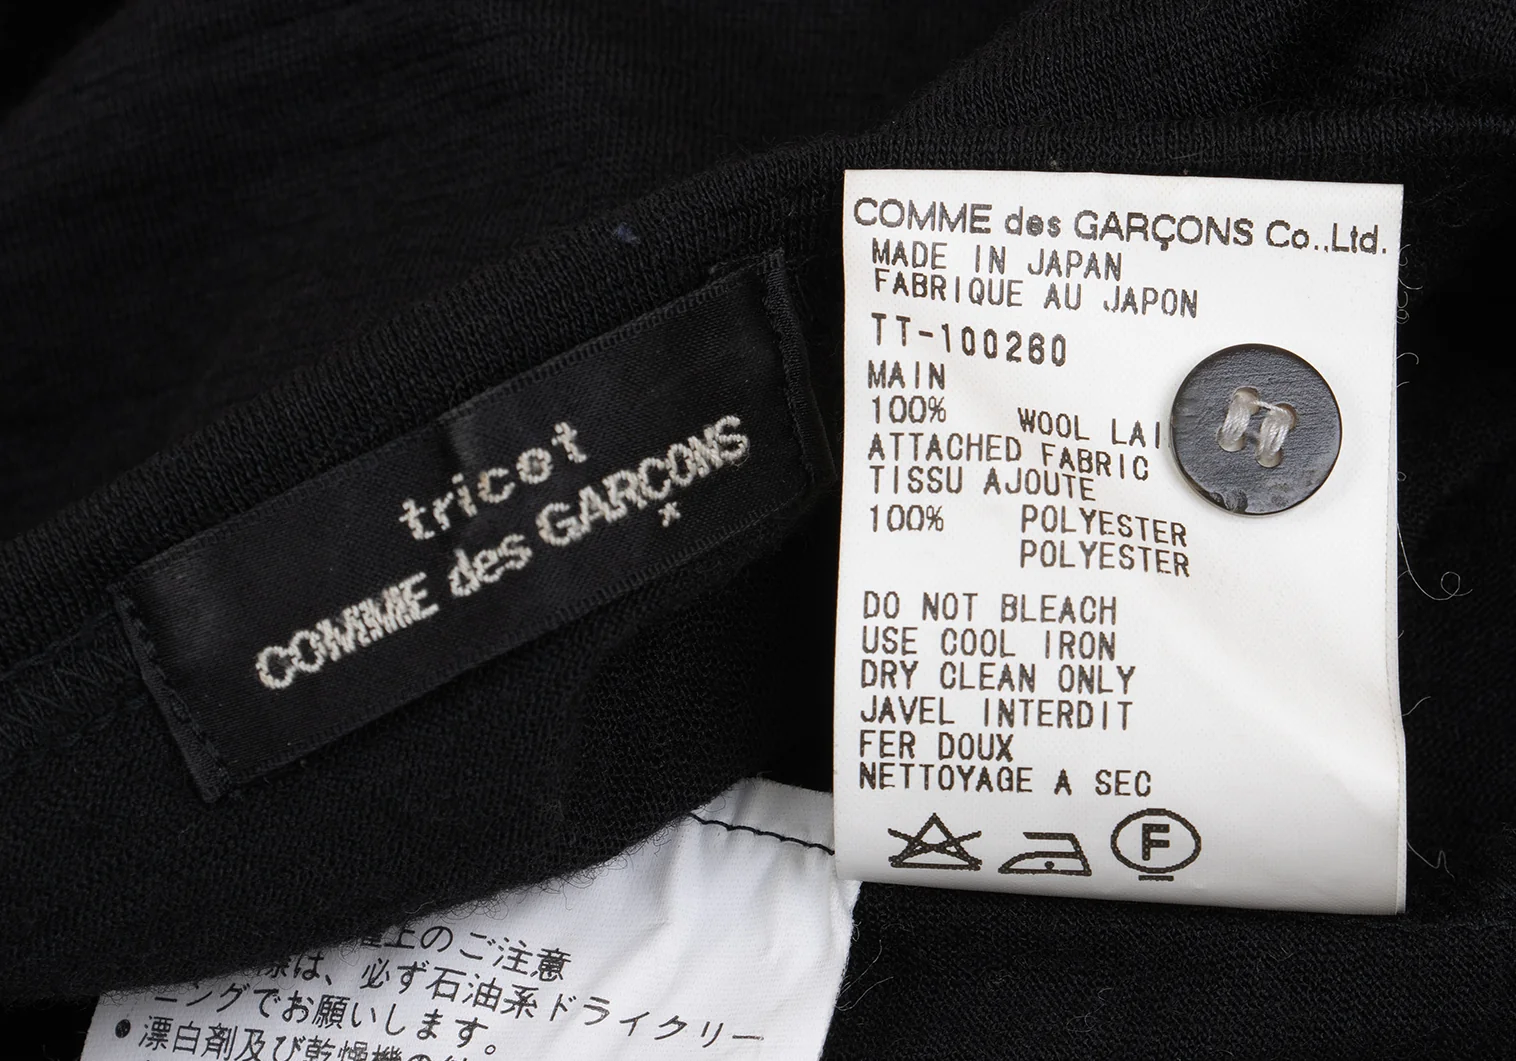 tricot
COMME des GARÇONS
COMME des GARÇONS Co.,Ltd.
MADE IN JAPAN
FABRIQUE AU JAPON
TT-100260
MAIN
100% WOOL LAI
ATTACHED FABRIC
TISSU AJOUTE
100% POLYESTER
POLYESTER
DO NOT BLEACH
USE COOL IRON
DRY CLEAN ONLY
JAVEL INTERDIT
FER DOUX
NETTOYAGE A SEC
F
上のご注意
際は、必ず石油系ドライクリー
ニングでお願いします。
●漂白剤及び乾燥機の